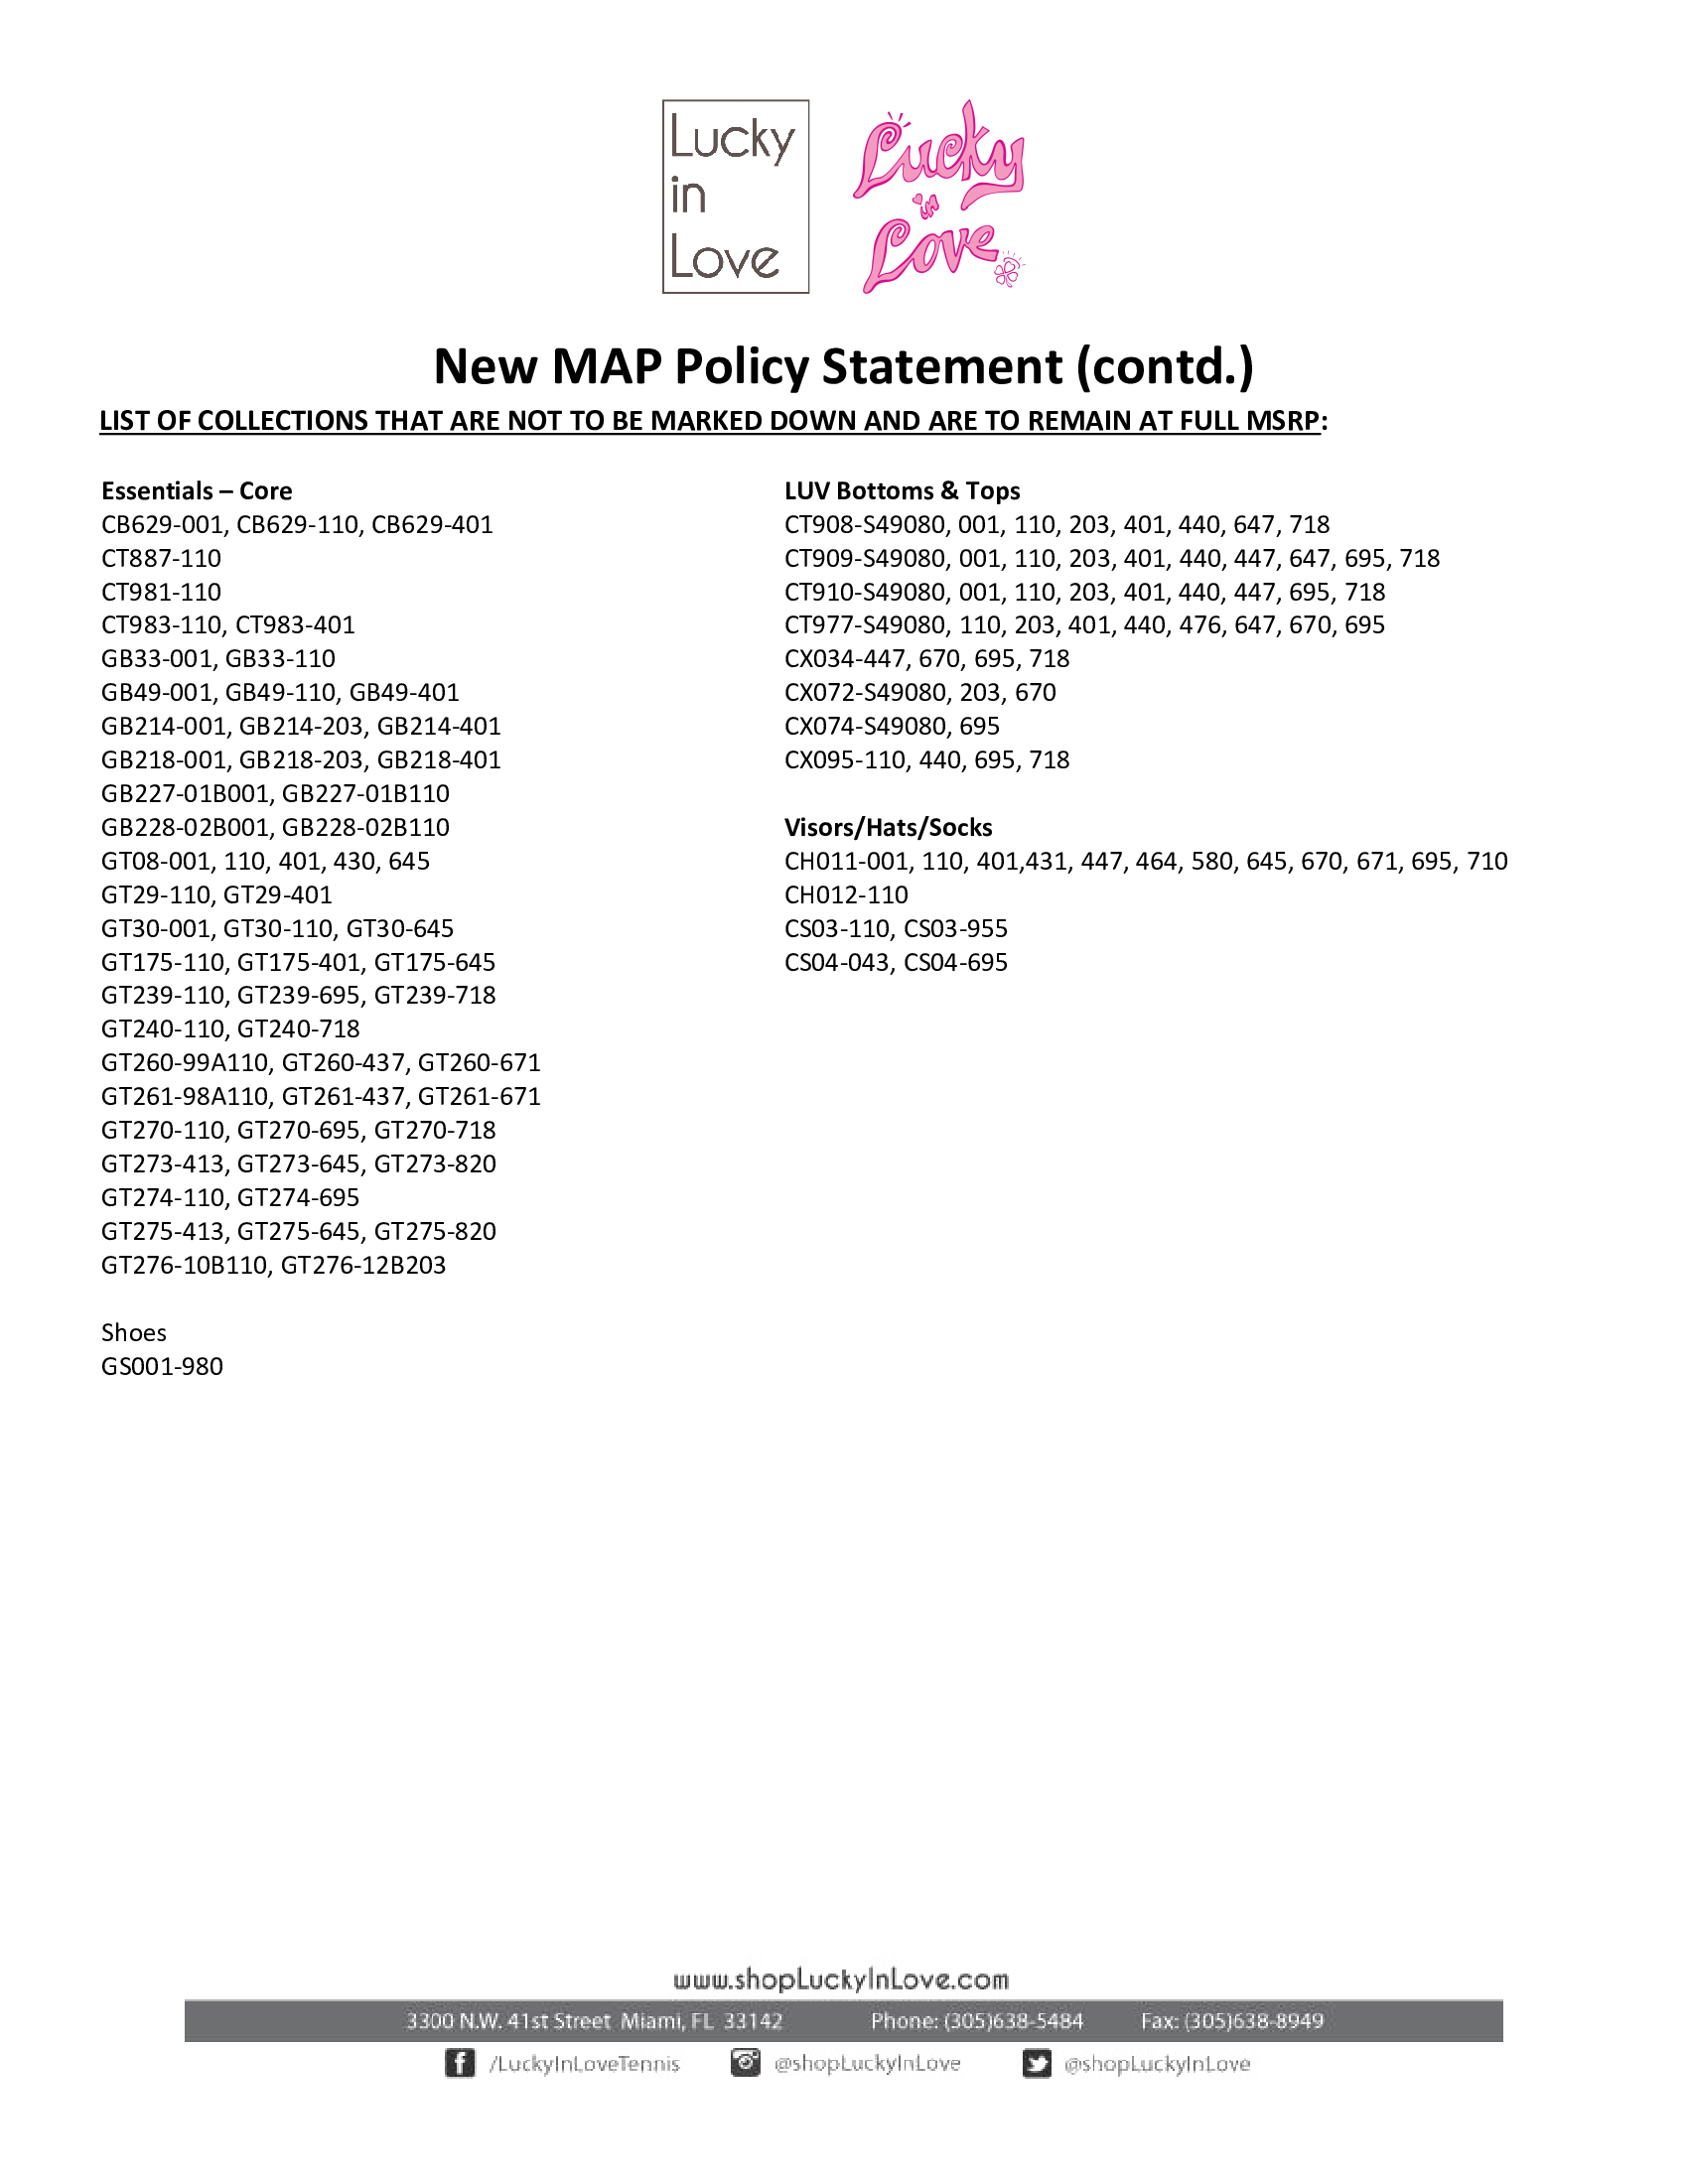 Lucky
in
Love
Lucky
in
Love
New MAP Policy Statement (contd.)
LIST OF COLLECTIONS THAT ARE NOT TO BE MARKED DOWN AND ARE TO REMAIN AT FULL MSRP:
Essentials – Core
CB629-001, CB629-110, CB629-401
CT887-110
CT981-110
CT983-110, CT983-401
GB33-001, GB33-110
GB49-001, GB49-110, GB49-401
GB214-001, GB214-203, GB214-401
GB218-001, GB218-203, GB218-401
GB227-01B001, GB227-01B110
GB228-02B001, GB228-02B110
GT08-001, 110, 401, 430, 645
GT29-110, GT29-401
GT30-001, GT30-110, GT30-645
GT175-110, GT175-401, GT175-645
GT239-110, GT239-695, GT239-718
GT240-110, GT240-718
GT260-99A110, GT260-437, GT260-671
GT261-98A110, GT261-437, GT261-671
GT270-110, GT270-695, GT270-718
GT273-413, GT273-645, GT273-820
GT274-110, GT274-695
GT275-413, GT275-645, GT275-820
GT276-10B110, GT276-12B203
Shoes
GS001-980
LUV Bottoms & Tops
CT908-S49080, 001, 110, 203, 401, 440, 647, 718
CT909-S49080, 001, 110, 203, 401, 440, 447, 647, 695, 718
CT910-S49080, 001, 110, 203, 401, 440, 447, 695, 718
CT977-S49080, 110, 203, 401, 440, 476, 647, 670, 695
CX034-447, 670, 695, 718
CX072-S49080, 203, 670
CX074-S49080, 695
CX095-110, 440, 695, 718
Visors/Hats/Socks
CH011-001, 110, 401,431, 447, 464, 580, 645, 670, 671, 695, 710
CH012-110
CS03-110, CS03-955
CS04-043, CS04-695
www.shopLuckyInLove.com
3300 N.W. 41st Street Miami, FL 33142 Phone: (305)638-5484 Fax: (305)638-8949
/LuckyInLoveTennis @shopLuckyInLove @shopLuckyInLove